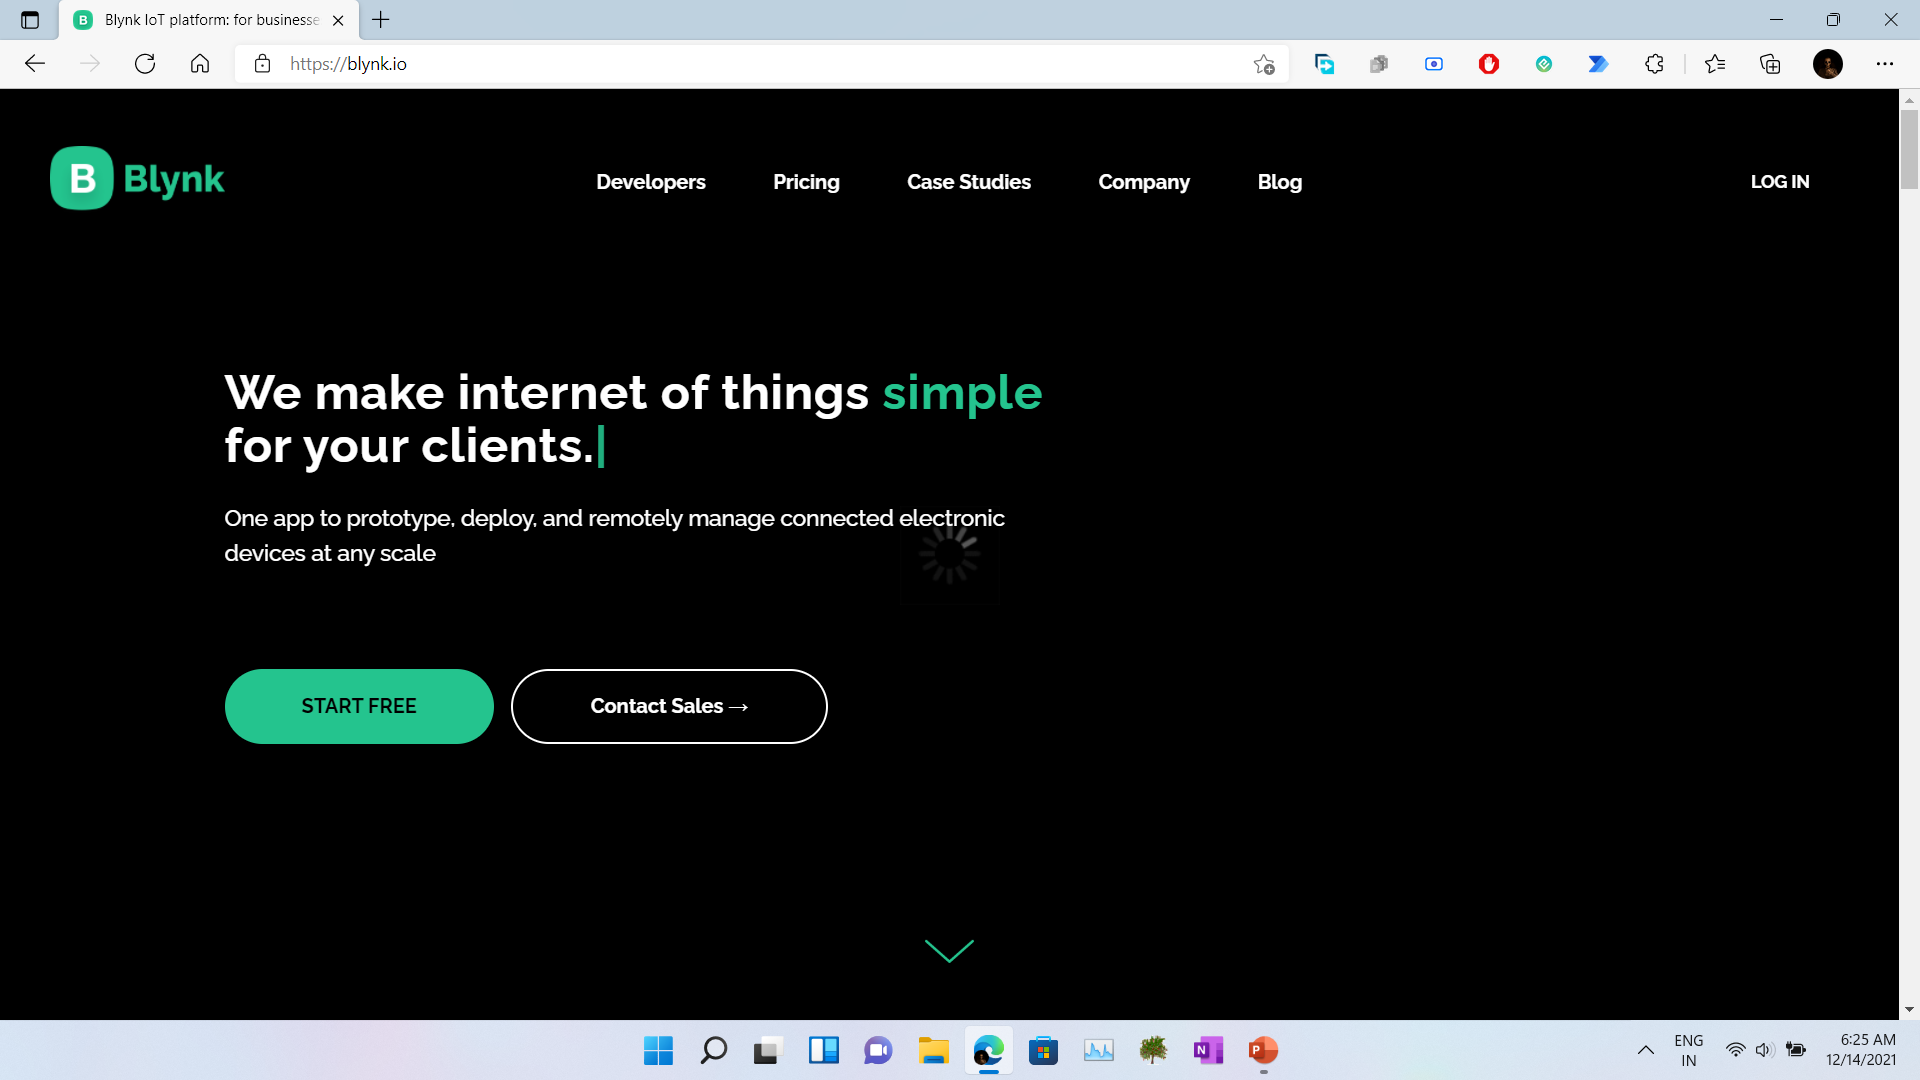 Blynk IoT platform: for businesse
https://blynk.io
B Blynk
Developers
Pricing
Case Studies
Company
Blog
LOG IN
We make internet of things simple
for your clients.
One app to prototype, deploy, and remotely manage connected electronic
devices at any scale
START FREE
Contact Sales →
ENG
IN
6:25 AM
12/14/2021